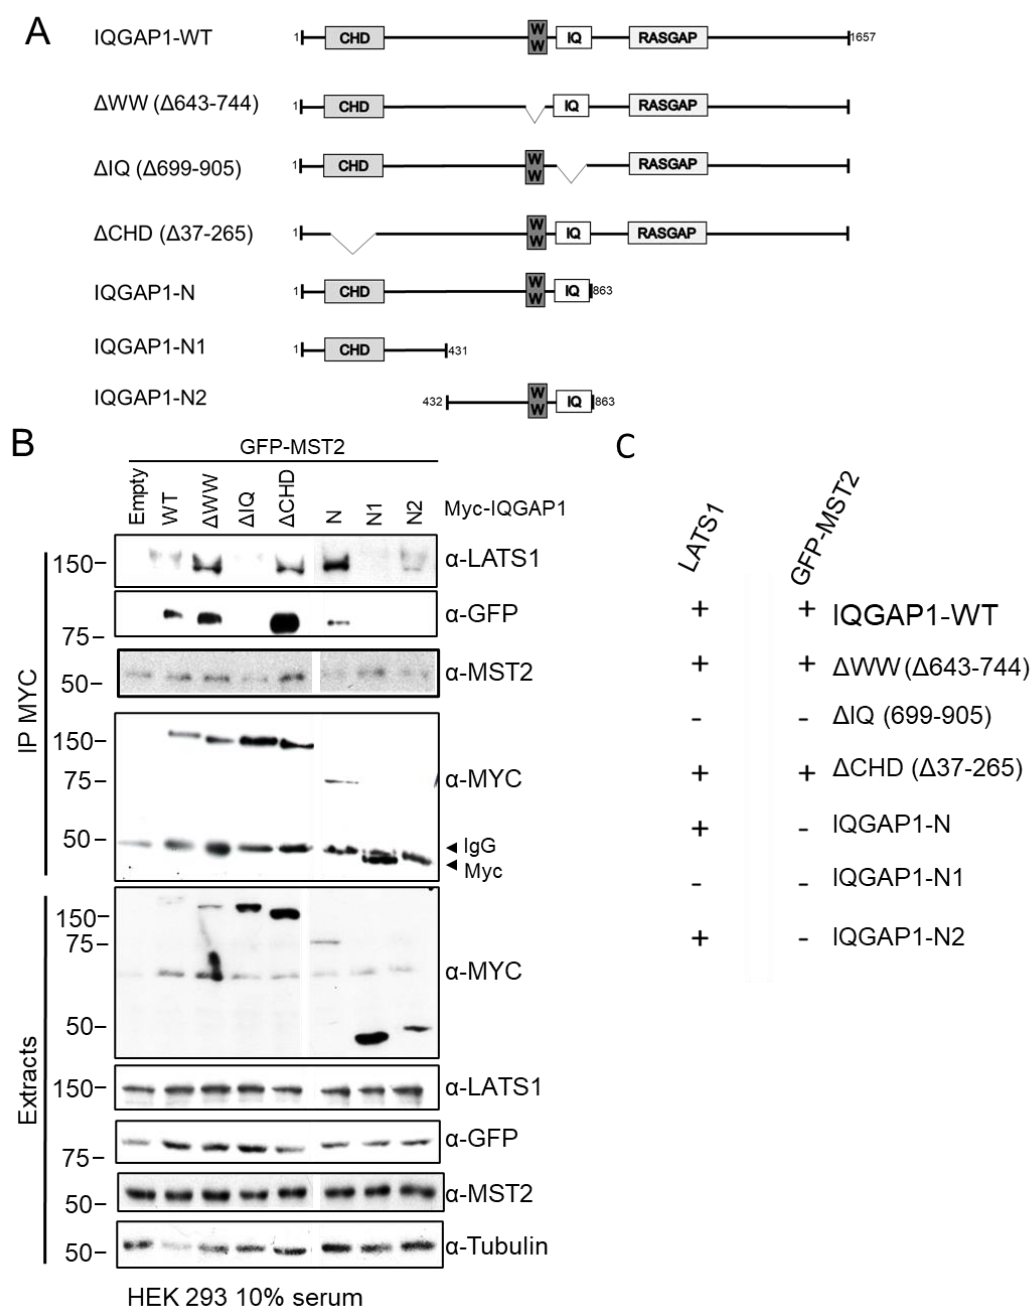 A
IQGAP1-WT 1 CHD WW IQ RASGAP 1657
ΔWW (Δ643-744) 1 CHD IQ RASGAP
ΔIQ (Δ699-905) 1 CHD WW RASGAP
ΔCHD (Δ37-265) 1 WW IQ RASGAP
IQGAP1-N 1 CHD WW IQ 863
IQGAP1-N1 1 CHD 431
IQGAP1-N2 432 WW IQ 863
B
GFP-MST2
Empty WT ΔWW ΔIQ ΔCHD N N1 N2 Myc-IQGAP1
IP MYC
150– α-LATS1
α-GFP
75–
50– α-MST2
150–
75– α-MYC
50– ◄ IgG
◄ Myc
Extracts
150–
75–
α-MYC
50–
150– α-LATS1
α-GFP
75–
α-MST2
50–
50– α-Tubulin
HEK 293 10% serum
C
LATS1 GFP-MST2
+ + IQGAP1-WT
+ + ΔWW (Δ643-744)
- - ΔIQ (699-905)
+ + ΔCHD (Δ37-265)
+ - IQGAP1-N
- - IQGAP1-N1
+ - IQGAP1-N2